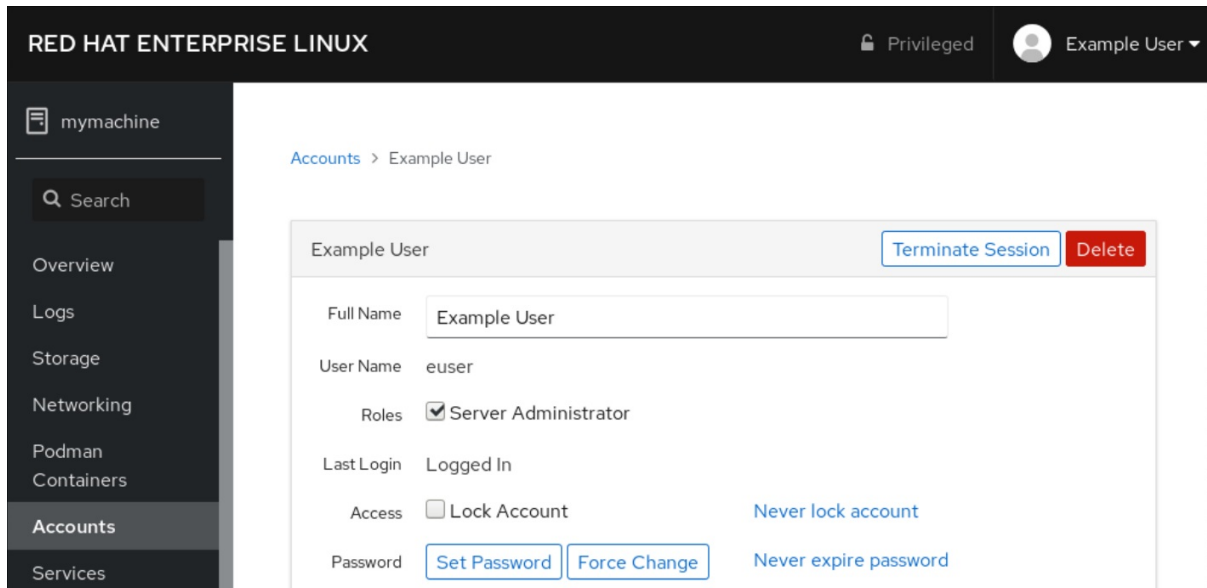 RED HAT ENTERPRISE LINUX
Privileged
Example User
mymachine
Search
Overview
Logs
Storage
Networking
Podman
Containers
Accounts
Services
Accounts > Example User
Example User
Terminate Session
Delete
Full Name Example User
User Name euser
Roles Server Administrator
Last Login Logged In
Access Lock Account Never lock account
Password Set Password Force Change Never expire password